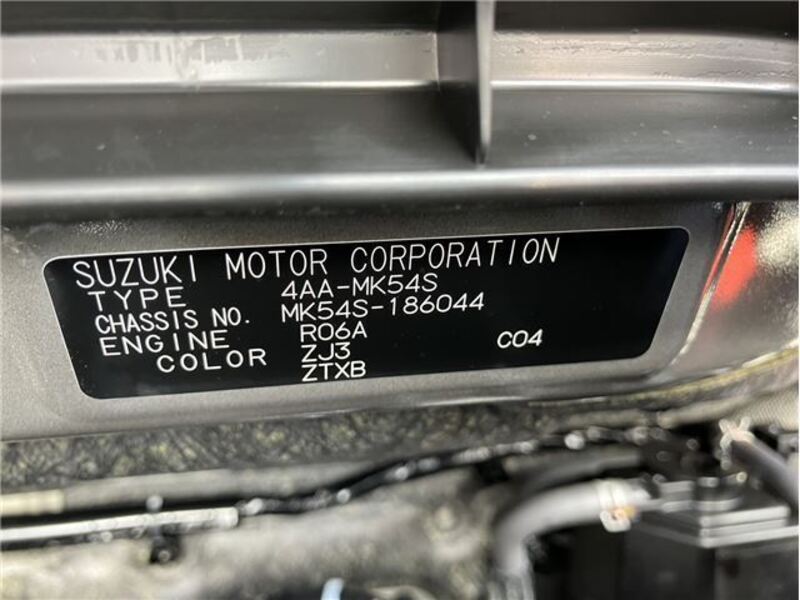 SUZUKI MOTOR CORPORATION
TYPE 4AA-MK54S
CHASSIS NO. MK54S-186044
ENGINE R06A
COLOR ZJ3 C04
ZTXB